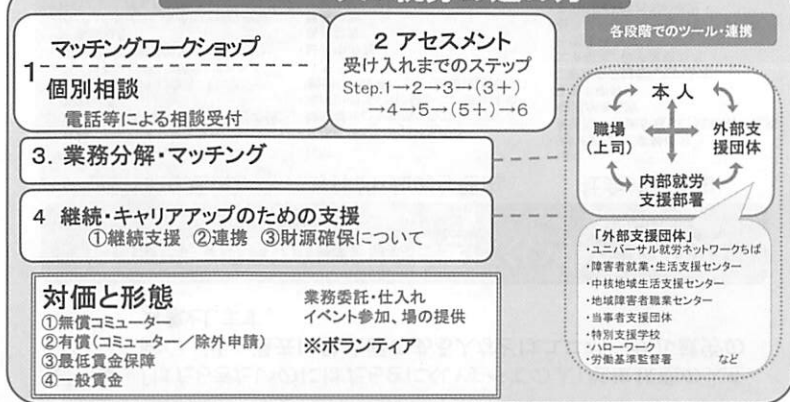 1
マッチングワークショップ
個別相談
電話等による相談受付
2 アセスメント
受け入れまでのステップ
Step.1→2→3→(3+)
→4→5→(5+)→6
3. 業務分解・マッチング
4 継続・キャリアアップのための支援
①継続支援 ②連携 ③財源確保について
対価と形態
①無償コミューター
②有償(コミューター/除外申請)
③最低賃金保障
④一般賃金
業務委託・仕入れ
イベント参加、場の提供
※ボランティア
各段階でのツール・連携
本人
職場
(上司)
外部支
援団体
内部就労
支援部署
「外部支援団体」
・ユニバーサル就労ネットワークちば
・障害者就業・生活支援センター
・中核地域生活支援センター
・地域障害者職業センター
・当事者支援団体
・特別支援学校
・ハローワーク
・労働基準監督署 など